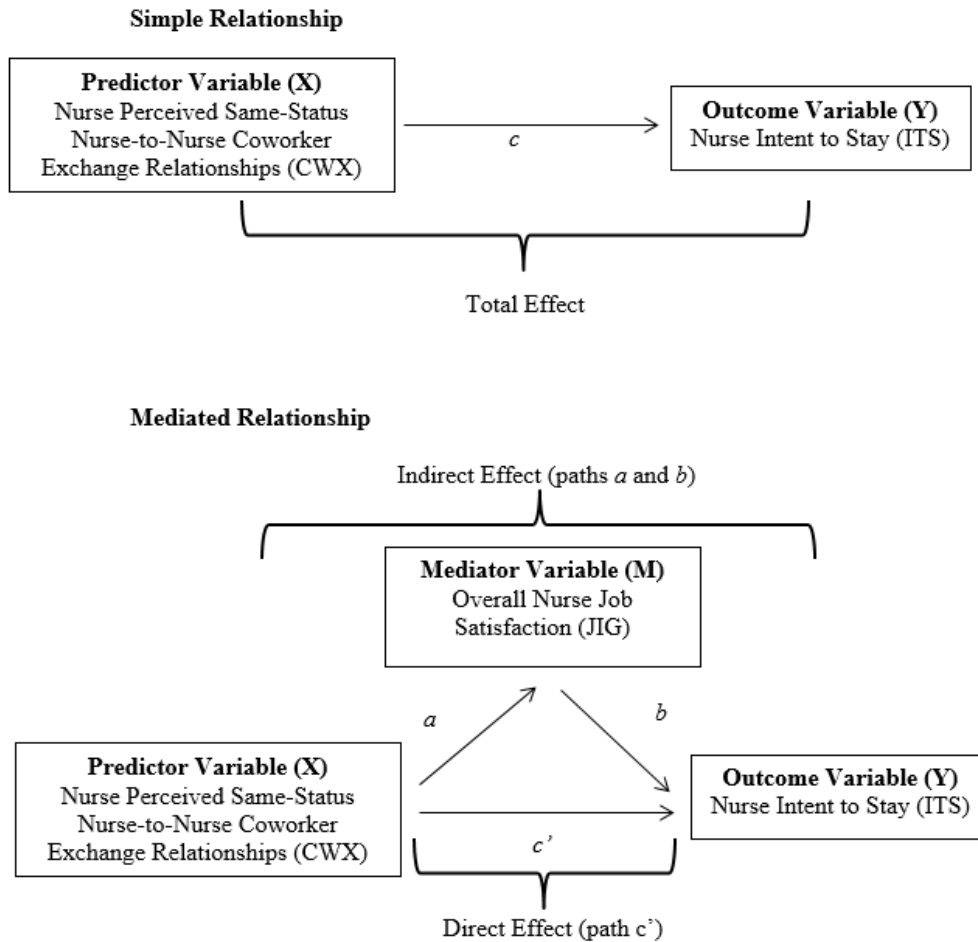 Simple Relationship
Predictor Variable (X)
Nurse Perceived Same-Status
Nurse-to-Nurse Coworker
Exchange Relationships (CWX)
c
Outcome Variable (Y)
Nurse Intent to Stay (ITS)
Total Effect
Mediated Relationship
Indirect Effect (paths a and b)
Mediator Variable (M)
Overall Nurse Job
Satisfaction (JIG)
a
b
Predictor Variable (X)
Nurse Perceived Same-Status
Nurse-to-Nurse Coworker
Exchange Relationships (CWX)
c’
Outcome Variable (Y)
Nurse Intent to Stay (ITS)
Direct Effect (path c’)